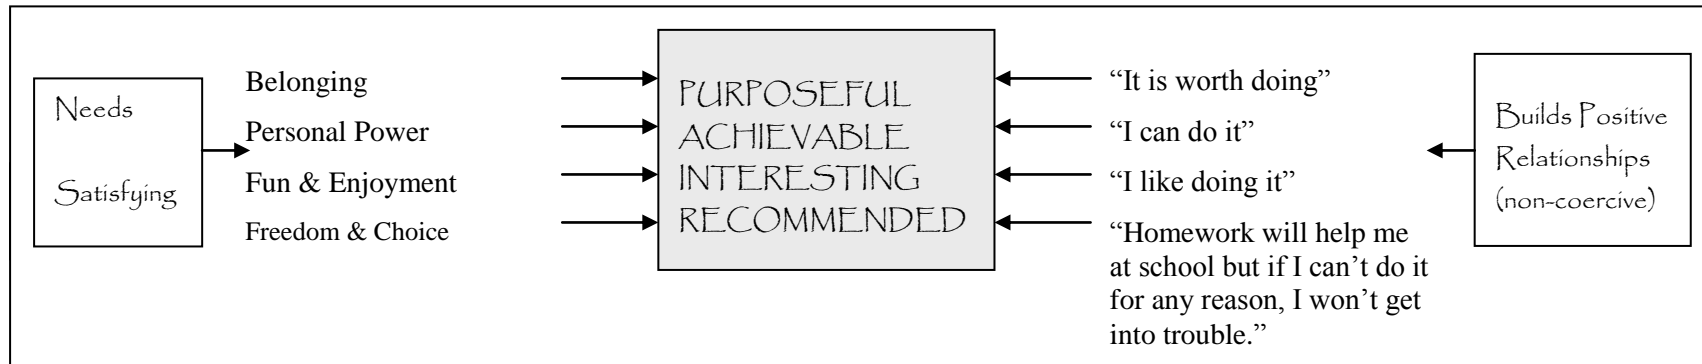 Needs
Satisfying
Belonging
Personal Power
Fun & Enjoyment
Freedom & Choice
PURPOSEFUL
ACHIEVABLE
INTERESTING
RECOMMENDED
“It is worth doing”
“I can do it”
“I like doing it”
“Homework will help me
at school but if I can’t do it
for any reason, I won’t get
into trouble.”
Builds Positive
Relationships
(non-coercive)